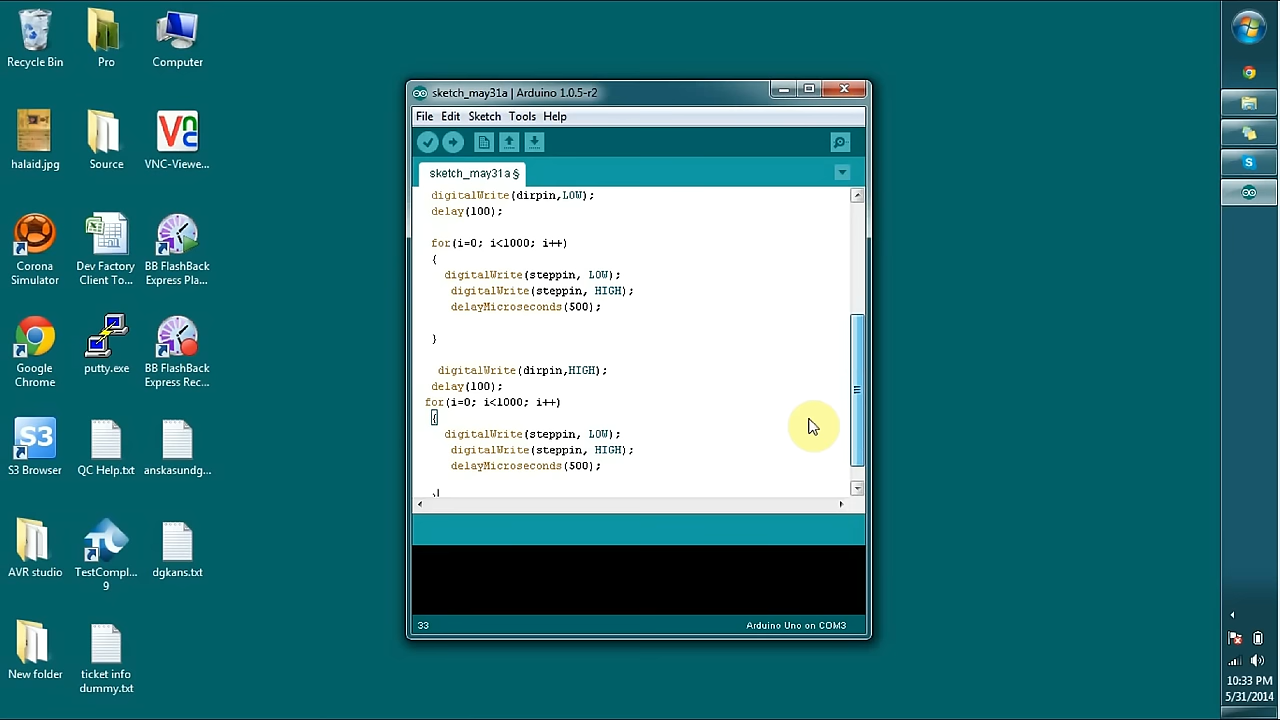 Recycle Bin
Pro
Computer
halaid.jpg
Source
VNC-Viewe...
Corona
Simulator
Dev Factory
Client To...
BB FlashBack
Express Pla...
Google
Chrome
putty.exe
BB FlashBack
Express Rec...
S3
S3 Browser
QC Help.txt
anskasundg...
AVR studio
TestCompl...
9
dgkans.txt
New folder
ticket info
dummy.txt
sketch_may31a | Arduino 1.0.5-r2
File Edit Sketch Tools Help
sketch_may31a §
digitalWrite(dirpin,LOW);
delay(100);
for(i=0; i<1000; i++)
{
digitalWrite(steppin, LOW);
digitalWrite(steppin, HIGH);
delayMicroseconds(500);
}
digitalWrite(dirpin,HIGH);
delay(100);
for(i=0; i<1000; i++)
{
digitalWrite(steppin, LOW);
digitalWrite(steppin, HIGH);
delayMicroseconds(500);
}
33
Arduino Uno on COM3
10:33 PM
5/31/2014